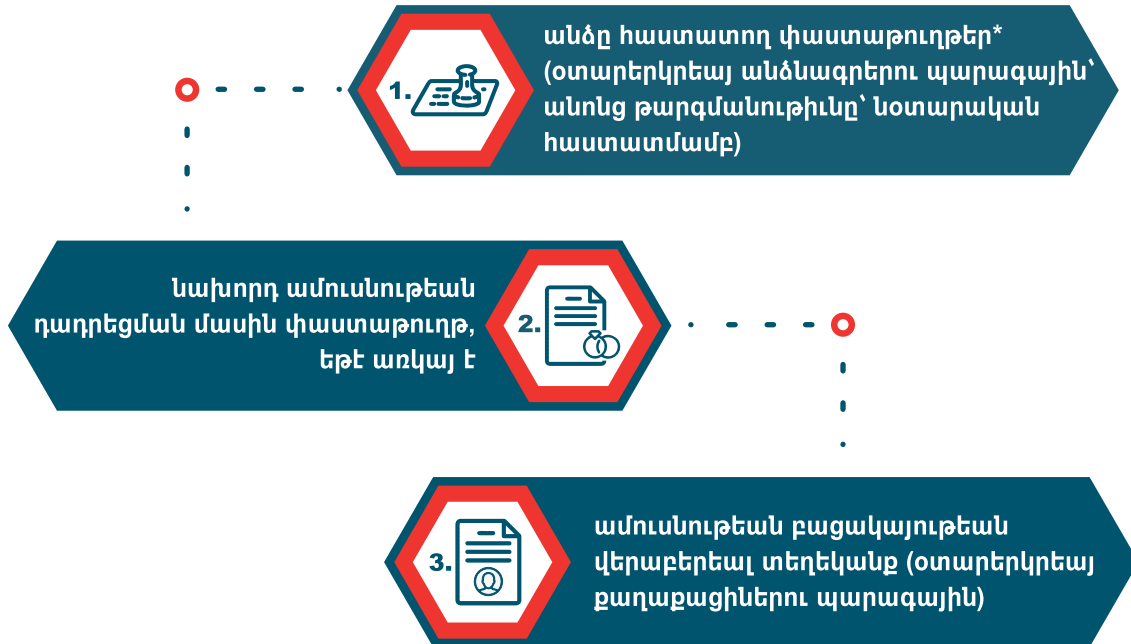 1.
անձը հաստատող փաստաթուղթեր*
(օտարերկրեայ անձնագրերու պարագային՝
անոնց թարգմանութիւնը՝ նօտարական
հաստատմամբ)
նախորդ ամուսնութեան
դադրեցման մասին փաստաթուղթ,
եթէ առկայ է
2.
3.
ամուսնութեան բացակայութեան
վերաբերեալ տեղեկանք (օտարերկրեայ
քաղաքացիներու պարագային)